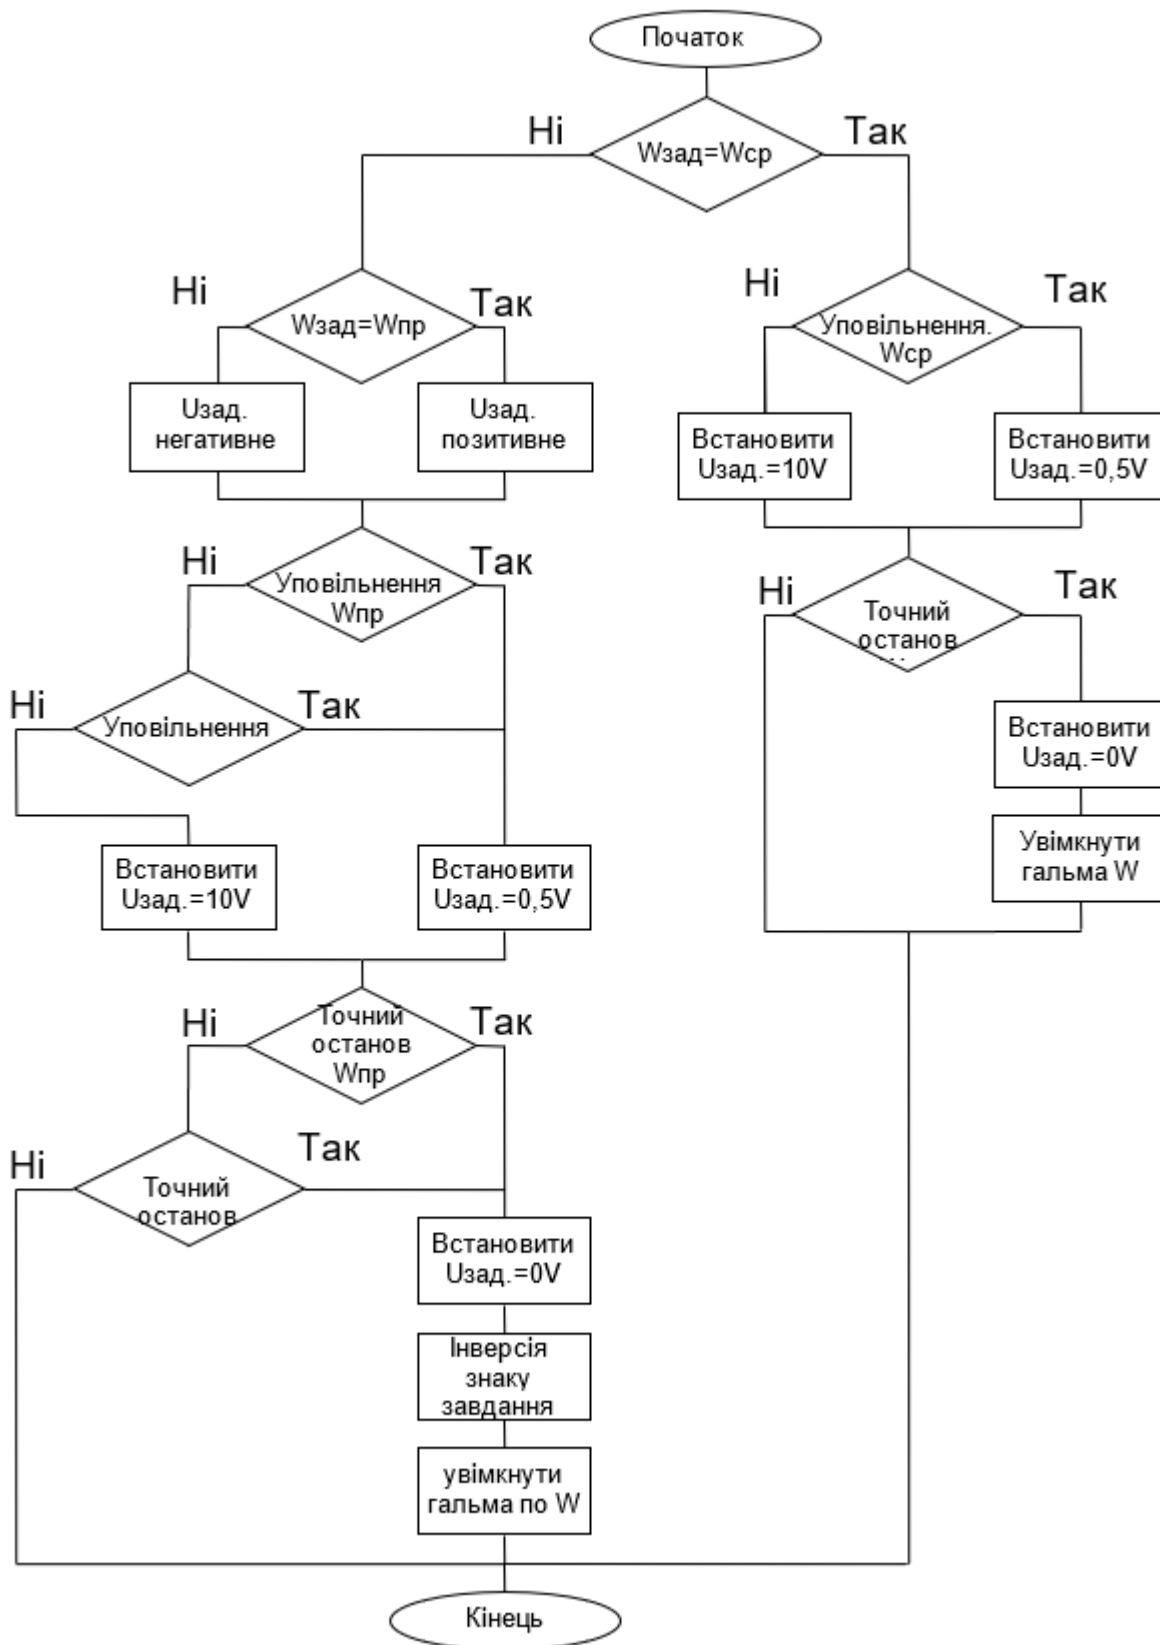 Початок
Ні
Так
Wзад=Wср
Ні
Так
Wзад=Wпр
Ні
Так
Уповільнення.
Wср
Uзад.
негативне
Uзад.
позитивне
Встановити
Uзад.=10V
Встановити
Uзад.=0,5V
Ні
Так
Уповільнення
Wпр
Ні
Так
Точний
останов
Ні
Так
Уповільнення
Встановити
Uзад.=0V
Увімкнути
гальма W
Встановити
Uзад.=10V
Встановити
Uзад.=0,5V
Ні
Так
Точний
останов
Wпр
Ні
Так
Точний
останов
Встановити
Uзад.=0V
Інверсія
знаку
завдання
увімкнути
гальма по W
Кінець